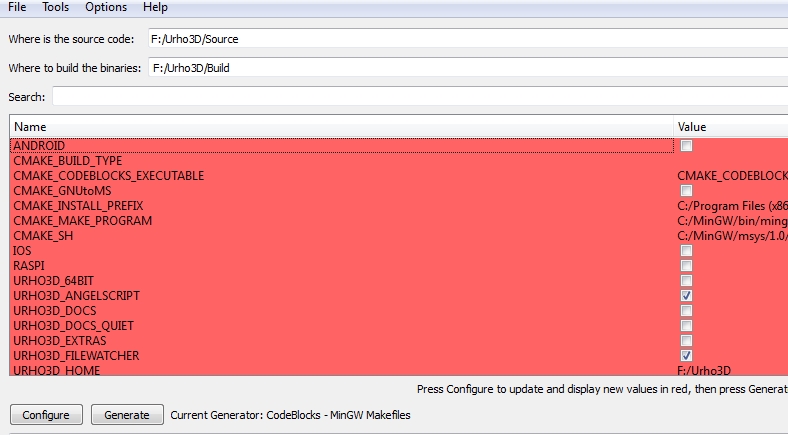 File Tools Options Help
Where is the source code: F:/Urho3D/Source
Where to build the binaries: F:/Urho3D/Build
Search:
Name Value
ANDROID
CMAKE_BUILD_TYPE
CMAKE_CODEBLOCKS_EXECUTABLE CMAKE_CODEBLOCK
CMAKE_GNUtoMS
CMAKE_INSTALL_PREFIX C:/Program Files (x86
CMAKE_MAKE_PROGRAM C:/MinGW/bin/ming
CMAKE_SH C:/MinGW/msys/1.0/
IOS
RASPI
URHO3D_64BIT
URHO3D_ANGELSCRIPT
URHO3D_DOCS
URHO3D_DOCS_QUIET
URHO3D_EXTRAS
URHO3D_FILEWATCHER
URHO3D_HOME F:/Urho3D
Press Configure to update and display new values in red, then press Generat
Configure Generate Current Generator: CodeBlocks - MinGW Makefiles